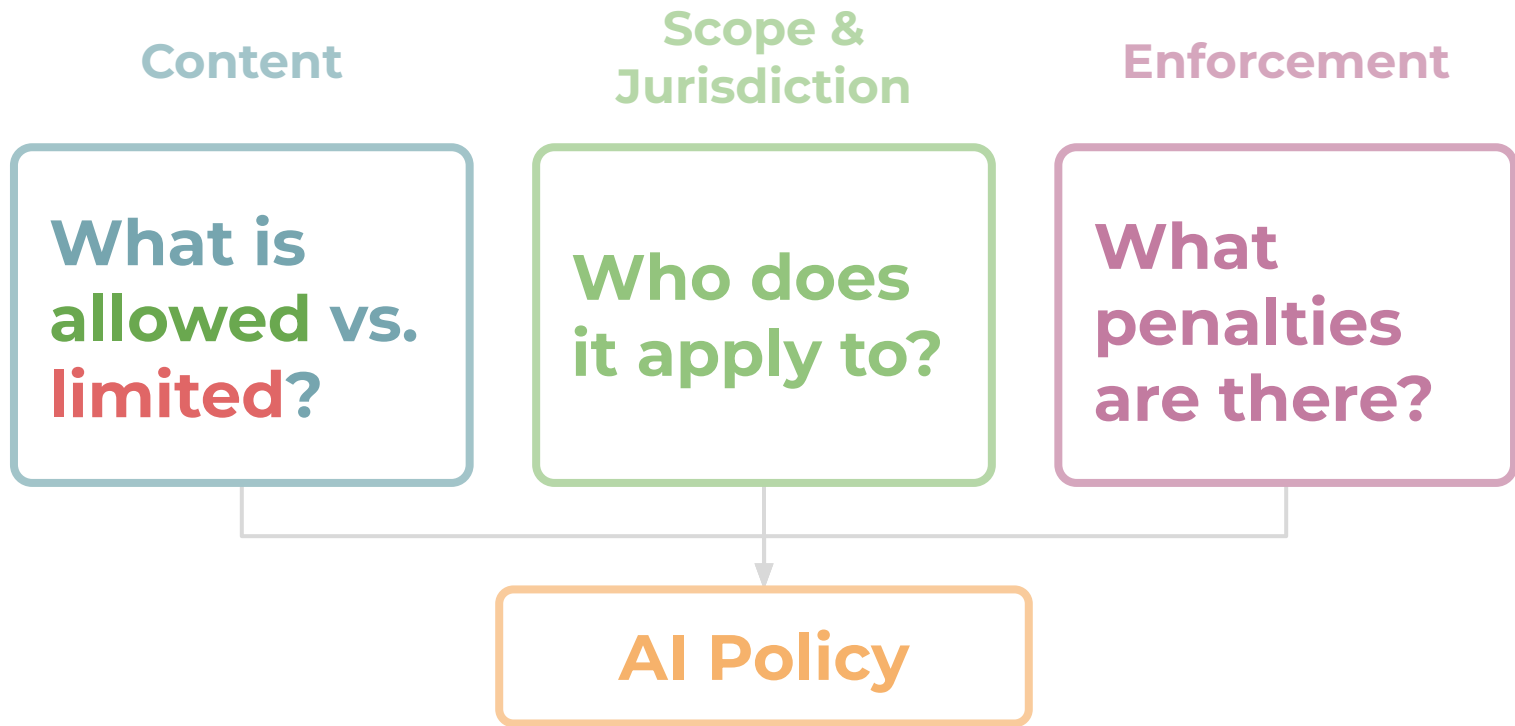 Content
Scope &
Jurisdiction
Enforcement
What is
allowed vs.
limited?
Who does
it apply to?
What
penalties
are there?
AI Policy